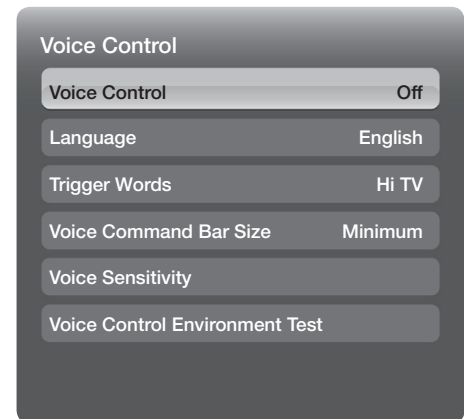 Voice Control
Voice Control Off
Language English
Trigger Words Hi TV
Voice Command Bar Size Minimum
Voice Sensitivity
Voice Control Environment Test